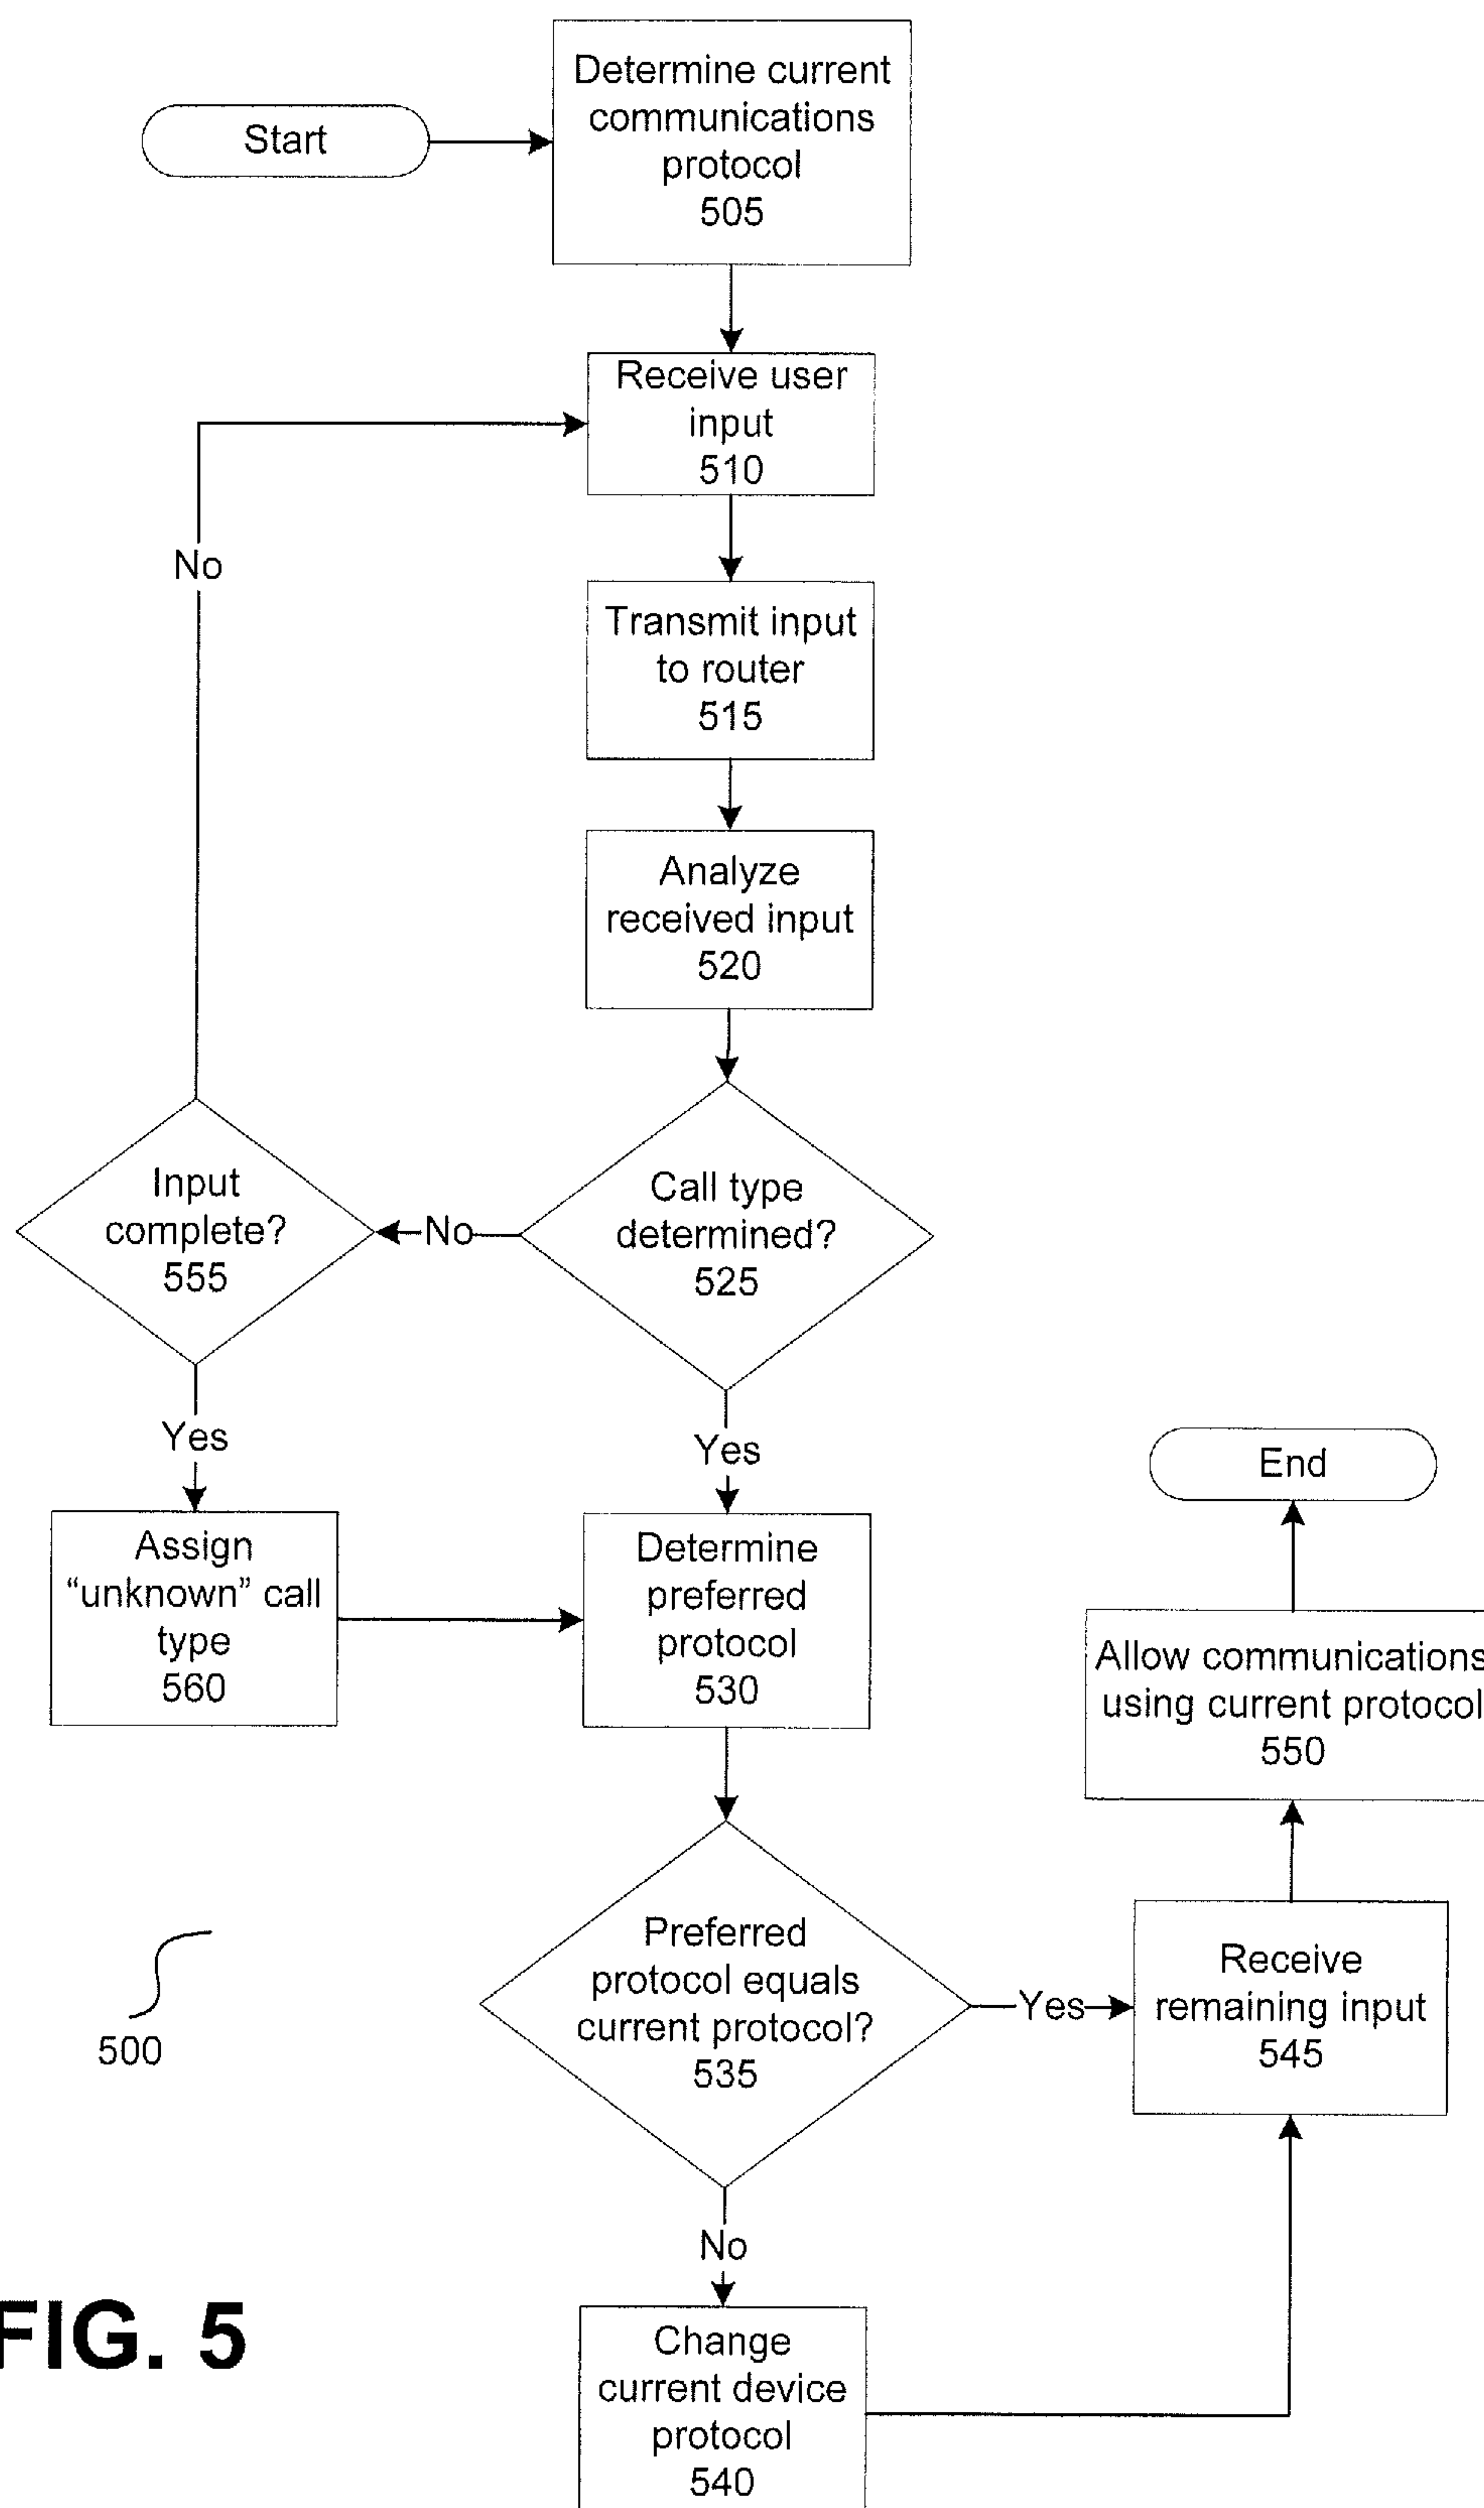 Start
Determine current
communications
protocol
505
Receive user
input
510
No
Transmit input
to router
515
Analyze
received input
520
Call type
determined?
525
No
Input
complete?
555
Yes
Yes
Assign
“unknown” call
type
560
Determine
preferred
protocol
530
Preferred
protocol equals
current protocol?
535
Yes
Receive
remaining input
545
Allow communications
using current protocol
550
End
No
Change
current device
protocol
540
500
FIG. 5